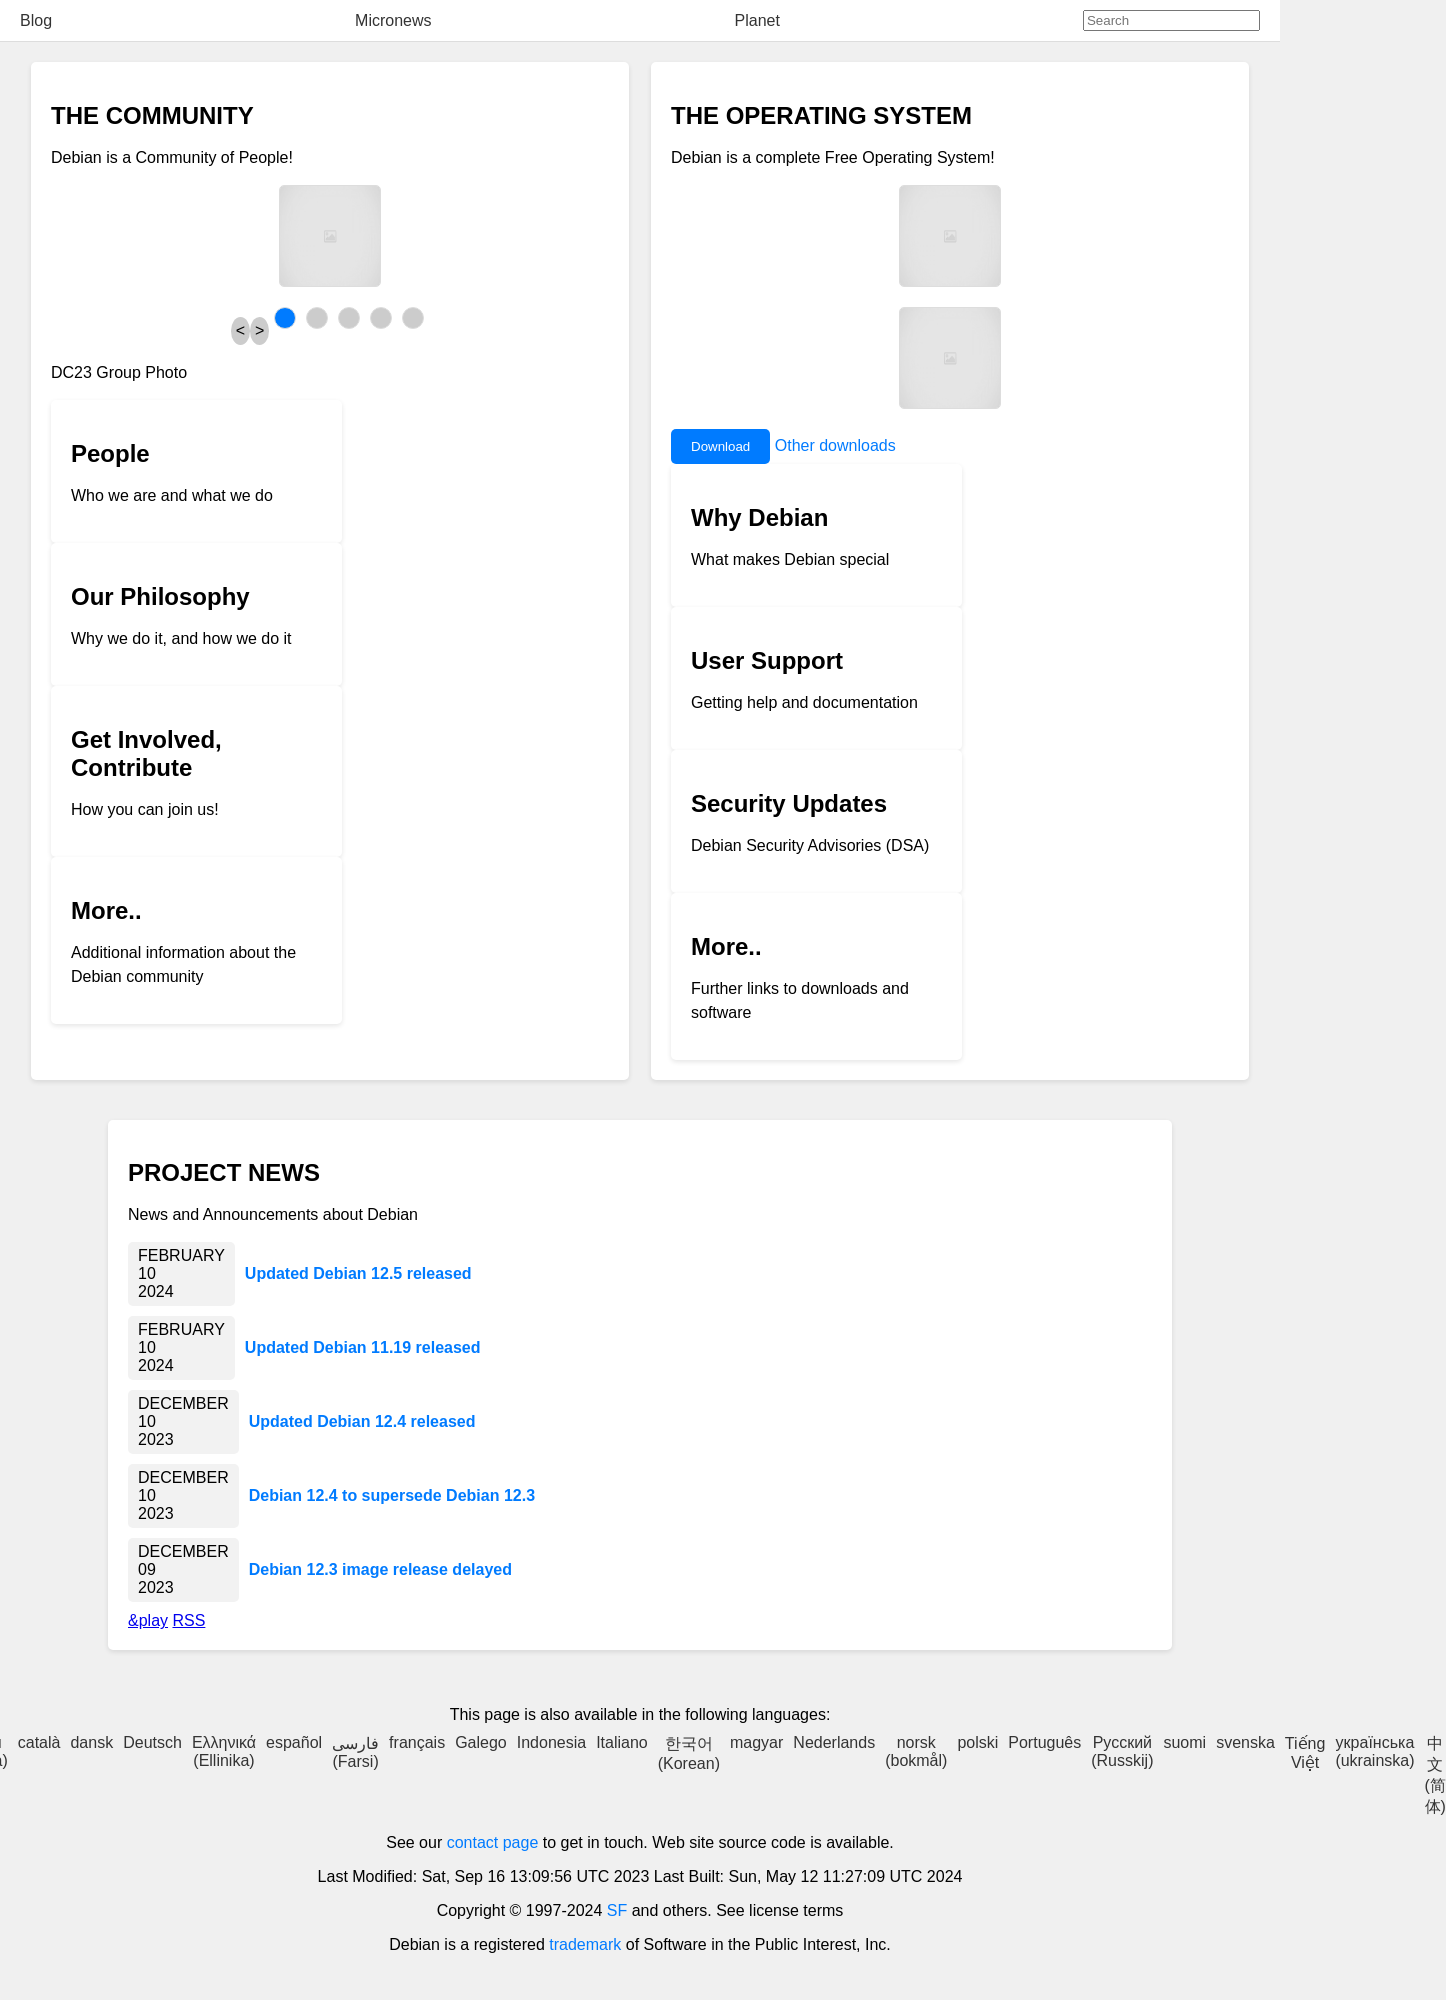 Blog Micronews Planet Search
THE COMMUNITY
Debian is a Community of People!
< >
DC23 Group Photo
People
Who we are and what we do
Our Philosophy
Why we do it, and how we do it
Get Involved,
Contribute
How you can join us!
More..
Additional information about the
Debian community
THE OPERATING SYSTEM
Debian is a complete Free Operating System!
Download Other downloads
Why Debian
What makes Debian special
User Support
Getting help and documentation
Security Updates
Debian Security Advisories (DSA)
More..
Further links to downloads and
software
PROJECT NEWS
News and Announcements about Debian
FEBRUARY
10
2024
Updated Debian 12.5 released
FEBRUARY
10
2024
Updated Debian 11.19 released
DECEMBER
10
2023
Updated Debian 12.4 released
DECEMBER
10
2023
Debian 12.4 to supersede Debian 12.3
DECEMBER
09
2023
Debian 12.3 image release delayed
&play RSS
This page is also available in the following languages:
català
dansk
Deutsch
Ελληνικά
(Ellinika)
español
فارسی
(Farsi)
français
Galego
Indonesia
Italiano
한국어
(Korean)
magyar
Nederlands
norsk
(bokmål)
polski
Português
Русский
(Russkij)
suomi
svenska
Tiếng
Việt
українська
(ukrainska)
中
文
(简
体)
See our contact page to get in touch. Web site source code is available.
Last Modified: Sat, Sep 16 13:09:56 UTC 2023 Last Built: Sun, May 12 11:27:09 UTC 2024
Copyright © 1997-2024 SF and others. See license terms
Debian is a registered trademark of Software in the Public Interest, Inc.